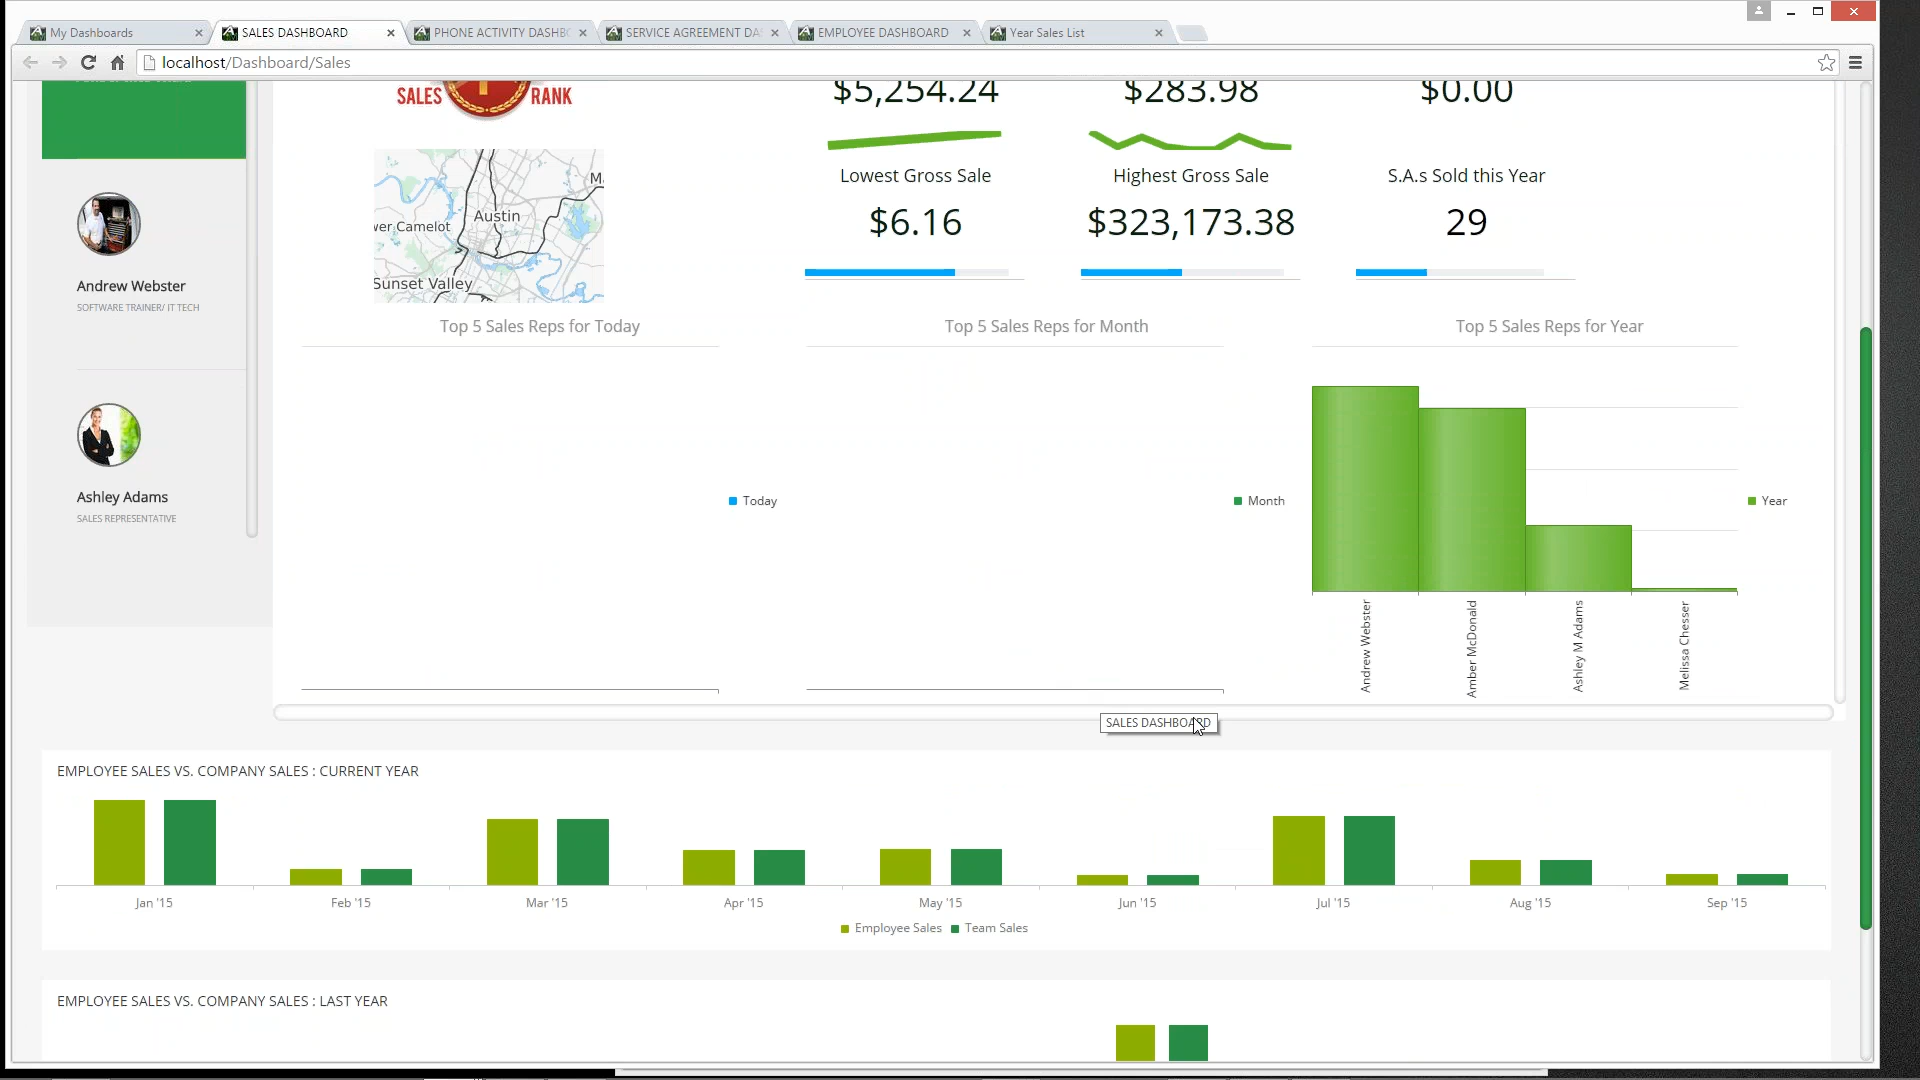 My Dashboards
SALES DASHBOARD
PHONE ACTIVITY DASHBO
SERVICE AGREEMENT DA
EMPLOYEE DASHBOARD
Year Sales List
localhost/Dashboard/Sales
SALES RANK
$5,254.24
$283.98
$0.00
Lowest Gross Sale
$6.16
Highest Gross Sale
$323,173.38
S.A.s Sold this Year
29
Ma
Austin
ver Camelot
Sunset Valley
Andrew Webster
SOFTWARE TRAINER/ IT TECH
Ashley Adams
SALES REPRESENTATIVE
Top 5 Sales Reps for Today
Today
Top 5 Sales Reps for Month
Month
Top 5 Sales Reps for Year
Year
Andrew Webster
Amber McDonald
Ashley M Adams
Melissa Chesser
SALES DASHBOARD
EMPLOYEE SALES VS. COMPANY SALES : CURRENT YEAR
Jan '15
Feb '15
Mar '15
Apr '15
May '15
Jun '15
Jul '15
Aug '15
Sep '15
Employee Sales
Team Sales
EMPLOYEE SALES VS. COMPANY SALES : LAST YEAR